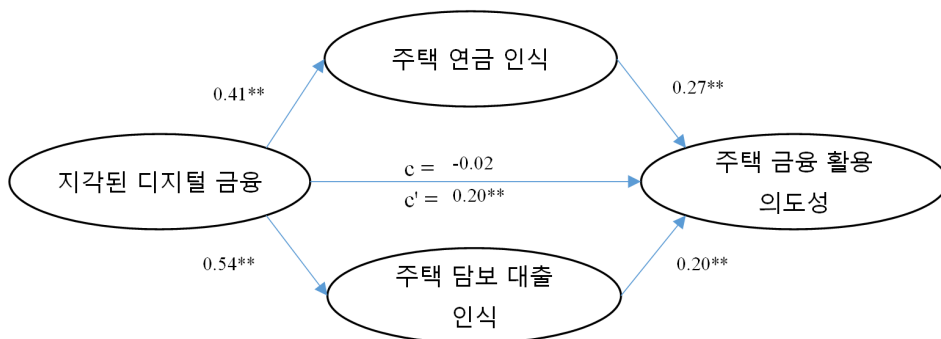 주택 연금 인식
0.41**
0.27**
지각된 디지털 금융
c = -0.02
c' = 0.20**
주택 금융 활용
의도성
0.54**
0.20**
주택 담보 대출
인식